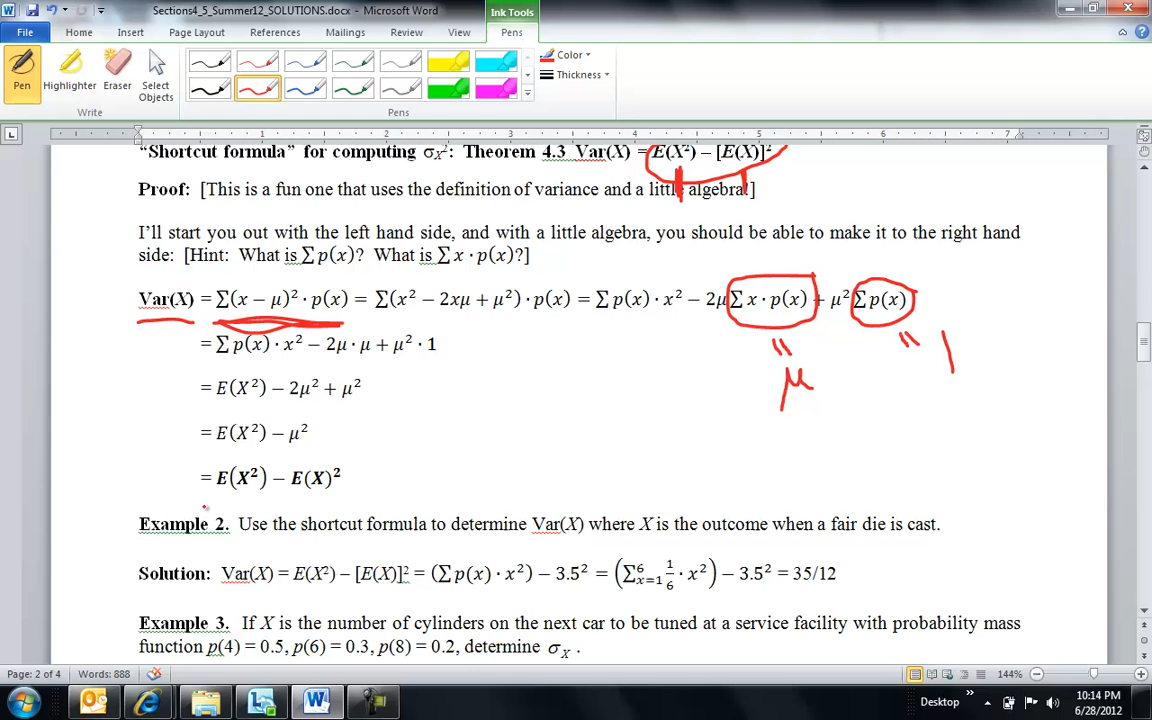 Sections4_5_Summer12_SOLUTIONS.docx - Microsoft Word
Ink Tools
File Home Insert Page Layout References Mailings Review View Pens
Pen Highlighter Eraser Select Objects
Color
Thickness
Write Pens
1 2 3 4 5 6 7
“Shortcut formula” for computing σX²: Theorem 4.3 Var(X) = E(X²) – [E(X)]²
Proof: [This is a fun one that uses the definition of variance and a little algebra!]
I’ll start you out with the left hand side, and with a little algebra, you should be able to make it to the right hand
side: [Hint: What is ∑ p(x)? What is ∑ x · p(x)?]
Var(X) = ∑(x − μ)² · p(x) = ∑(x² − 2xμ + μ²) · p(x) = ∑ p(x) · x² − 2μ ∑ x · p(x) + μ² ∑ p(x)
= ∑ p(x) · x² − 2μ · μ + μ² · 1
= E(X²) − 2μ² + μ²
= E(X²) − μ²
= E(X²) − E(X)²
" "
μ 1
Example 2. Use the shortcut formula to determine Var(X) where X is the outcome when a fair die is cast.
Solution: Var(X) = E(X²) – [E(X)]² = (∑ p(x) · x²) − 3.5² = (∑⁶ₓ₌₁ 1/6 · x²) − 3.5² = 35/12
Example 3. If X is the number of cylinders on the next car to be tuned at a service facility with probability mass
function p(4) = 0.5, p(6) = 0.3, p(8) = 0.2, determine σX .
Page: 2 of 4 Words: 888 144%
Desktop » 10:14 PM
6/28/2012